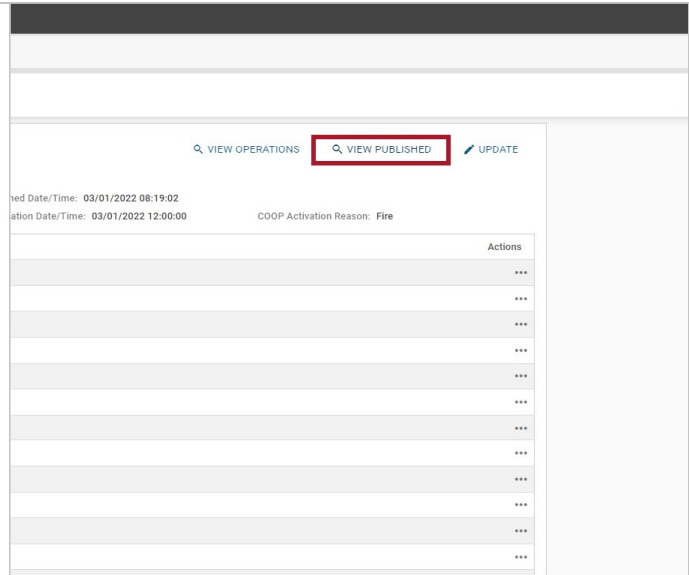 VIEW OPERATIONS VIEW PUBLISHED UPDATE
ned Date/Time: 03/01/2022 08:19:02
ation Date/Time: 03/01/2022 12:00:00 COOP Activation Reason: Fire
Actions